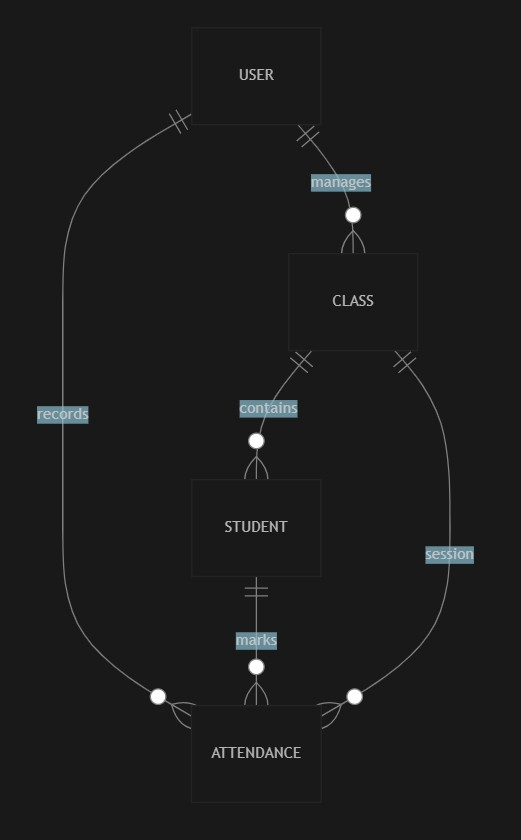 USER
manages
CLASS
contains
records
STUDENT
session
marks
ATTENDANCE